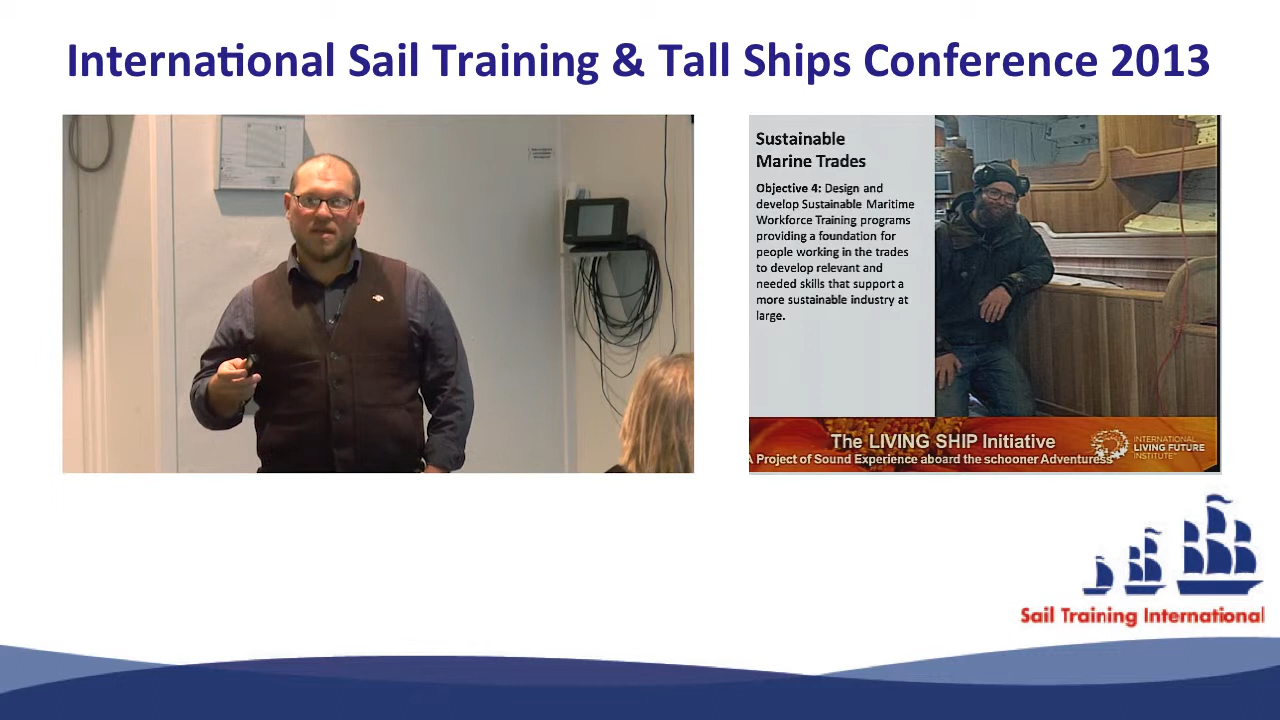 International Sail Training & Tall Ships Conference 2013
Sustainable
Marine Trades
Objective 4: Design and
develop Sustainable Maritime
Workforce Training programs
providing a foundation for
people working in the trades
to develop relevant and
needed skills that support a
more sustainable industry at
large.
The LIVING SHIP Initiative
A Project of Sound Experience aboard the schooner Adventuress
INTERNATIONAL
LIVING FUTURE
INSTITUTE
Sail Training International